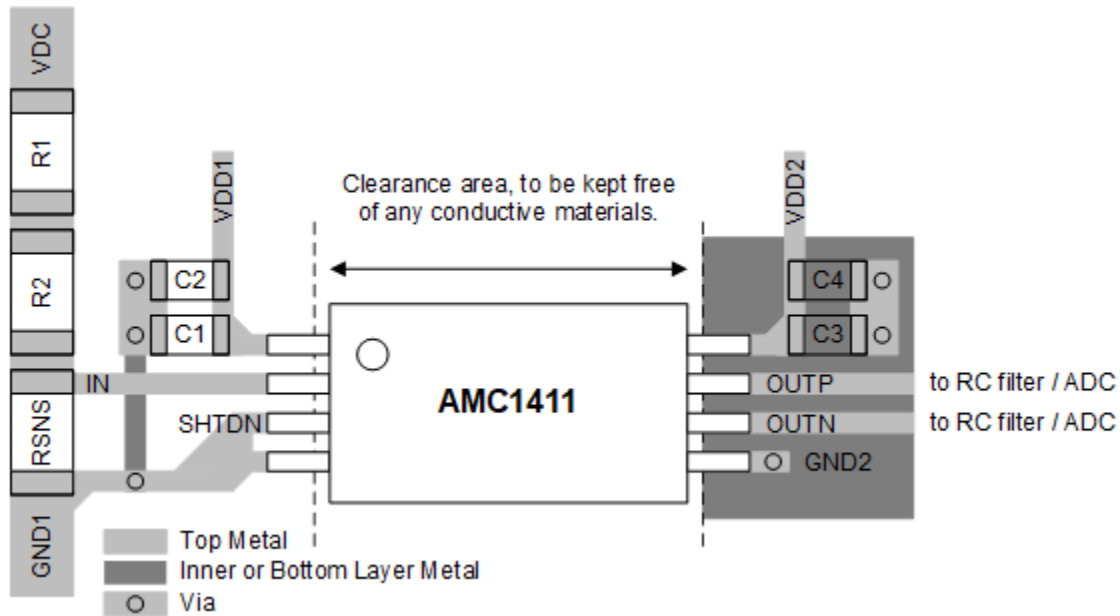 VDC
R1
R2
RSNS
GND1
VDD1
C2
C1
IN
SHTDN
Clearance area, to be kept free
of any conductive materials.
AMC1411
VDD2
C4
C3
OUTP
to RC filter / ADC
OUTN
to RC filter / ADC
GND2
Top Metal
Inner or Bottom Layer Metal
Via